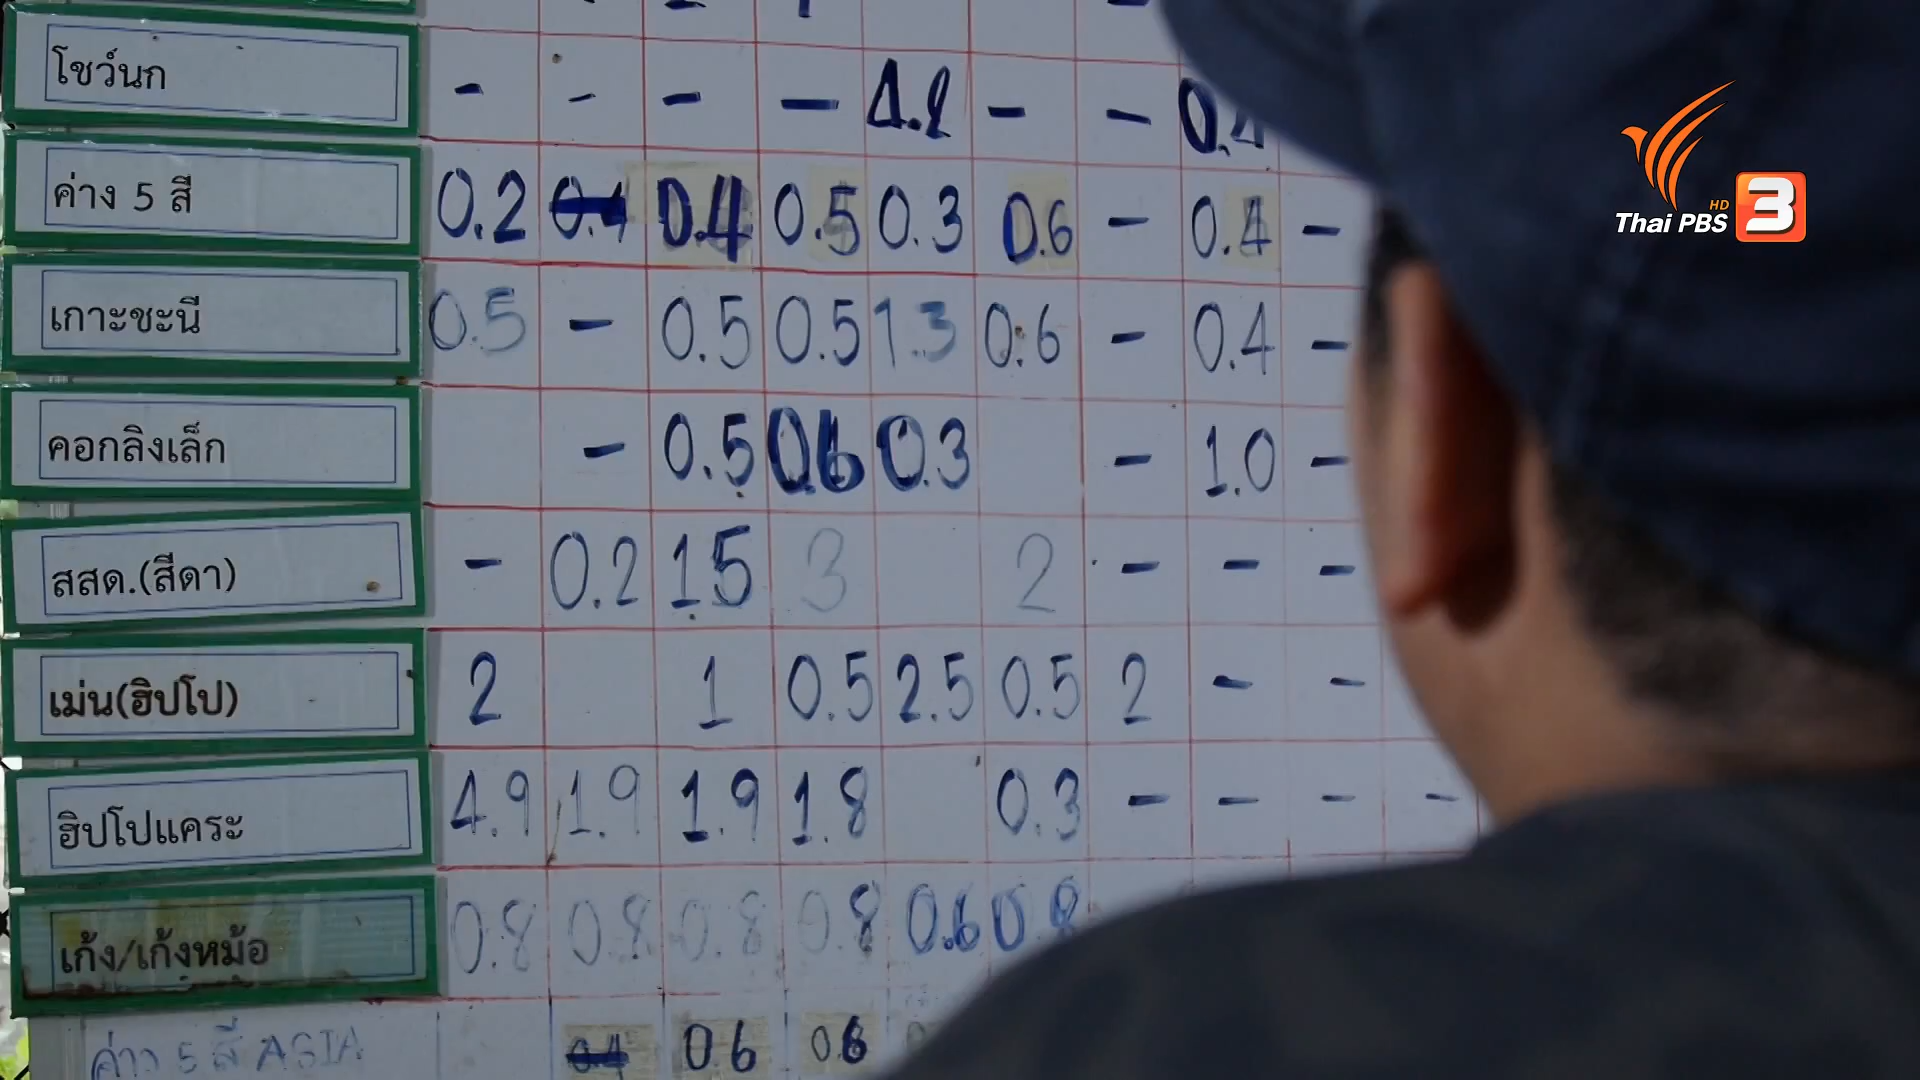 โชว์นก - - - - 4.2 - - 0.4
ค่าง 5 สี 0.2 0.4 0.4 0.5 0.3 0.6 - 0.4 -
เกาะชะนี 0.5 - 0.5 0.5 1.3 0.6 - 0.4 -
คอกลิงเล็ก - 0.5 0.6 0.3 - 1.0 -
สสด.(สีดา) - 0.2 1.5 3 2 - - -
เม่น(ฮิปโป) 2 1 0.5 2.5 0.5 2 - -
ฮิปโปแคระ 4.9 1.9 1.9 1.8 0.3 - - - -
เก้ง/เก้งหม้อ 0.8 0.8 0.8 0.8 0.6 0.8
ค่าง 5 สี ASIA 0.4 0.6 0.6
HD
Thai PBS 3